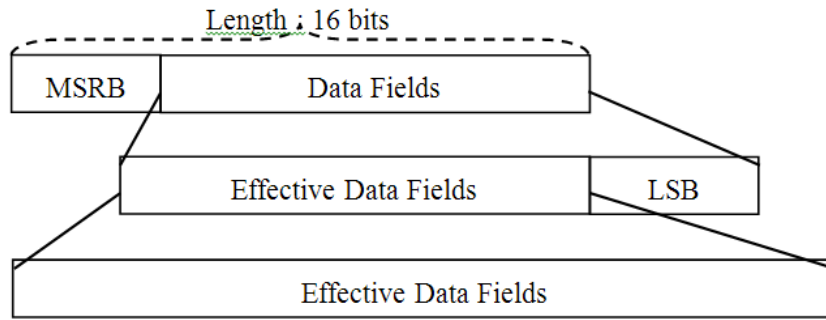 Length : 16 bits
MSRB Data Fields
Effective Data Fields LSB
Effective Data Fields